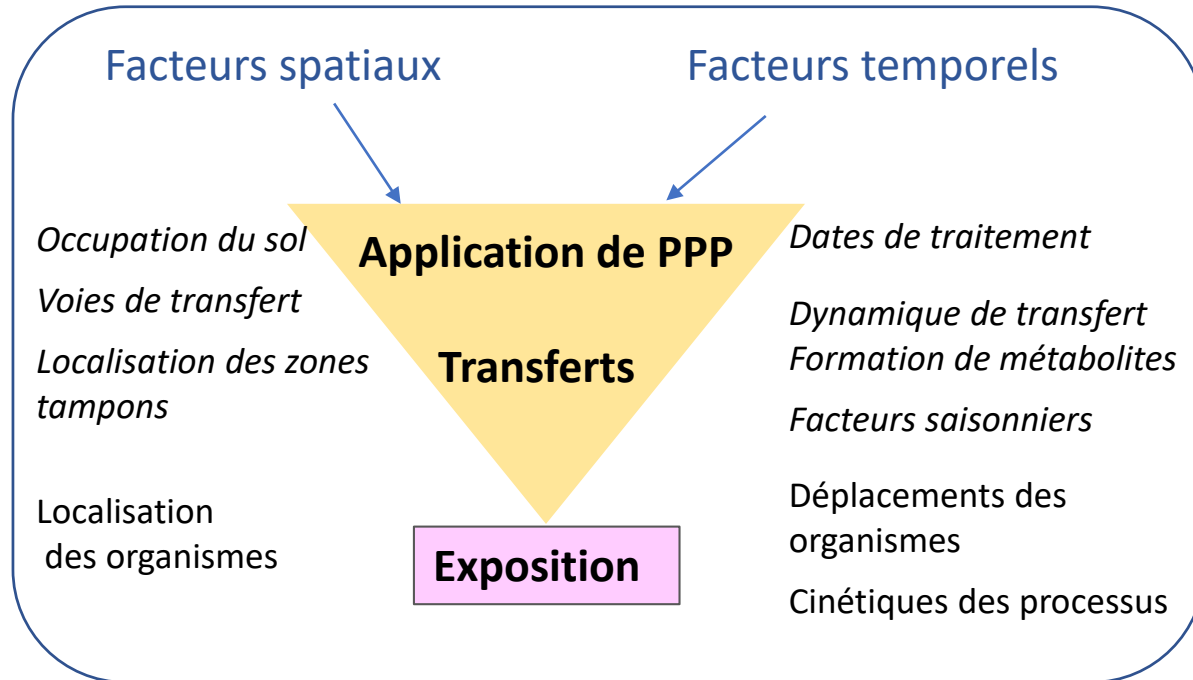 Facteurs spatiaux
Facteurs temporels
Occupation du sol
Voies de transfert
Localisation des zones
tampons
Localisation
des organismes
Application de PPP
Transferts
Exposition
Dates de traitement
Dynamique de transfert
Formation de métabolites
Facteurs saisonniers
Déplacements des
organismes
Cinétiques des processus